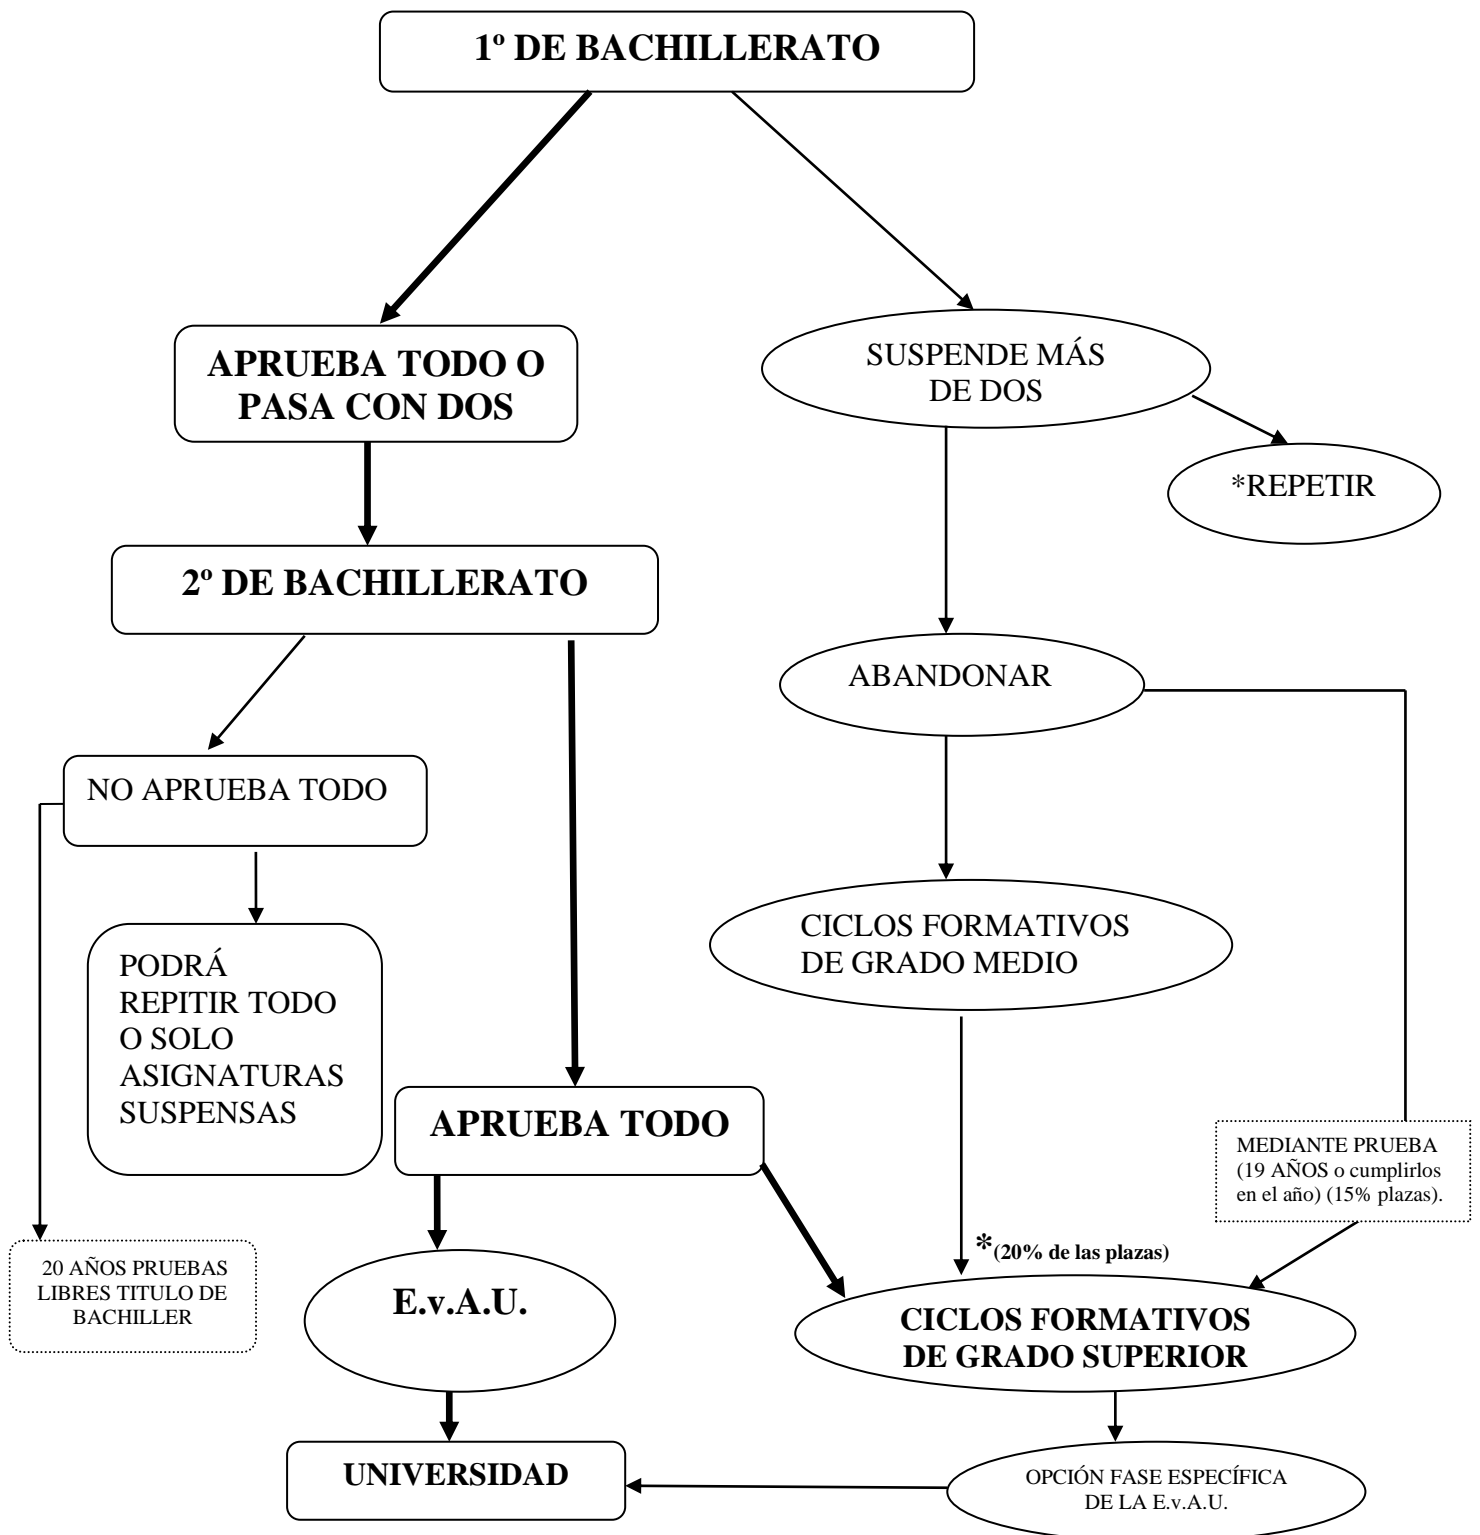 1º DE BACHILLERATO
APRUEBA TODO O
PASA CON DOS
SUSPENDE MÁS
DE DOS
*REPETIR
2º DE BACHILLERATO
ABANDONAR
NO APRUEBA TODO
CICLOS FORMATIVOS
DE GRADO MEDIO
PODRÁ
REPITIR TODO
O SOLO
ASIGNATURAS
SUSPENSAS
APRUEBA TODO
MEDIANTE PRUEBA
(19 AÑOS o cumplirlos
en el año) (15% plazas).
*(20% de las plazas)
20 AÑOS PRUEBAS
LIBRES TITULO DE
BACHILLER
E.v.A.U.
CICLOS FORMATIVOS
DE GRADO SUPERIOR
UNIVERSIDAD
OPCIÓN FASE ESPECÍFICA
DE LA E.v.A.U.